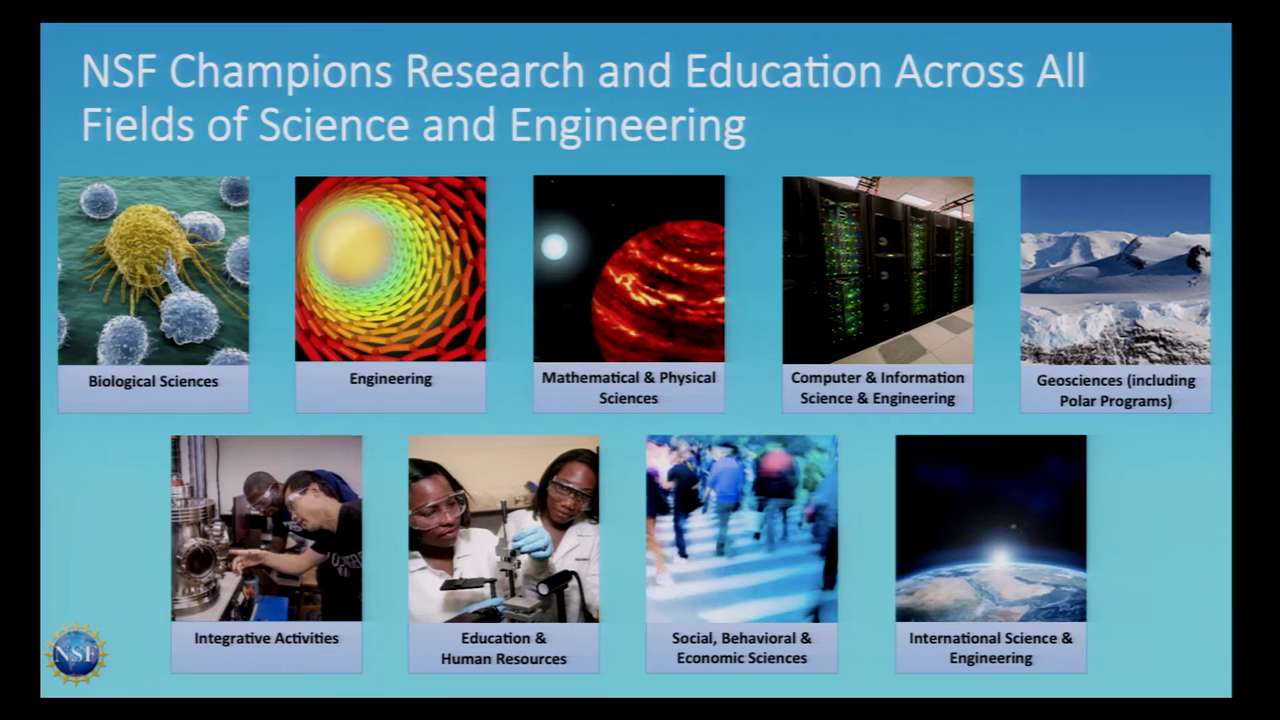 NSF Champions Research and Education Across All
Fields of Science and Engineering
Biological Sciences
Engineering
Mathematical & Physical
Sciences
Computer & Information
Science & Engineering
Geosciences (including
Polar Programs)
Integrative Activities
Education &
Human Resources
Social, Behavioral &
Economic Sciences
International Science &
Engineering
NSF